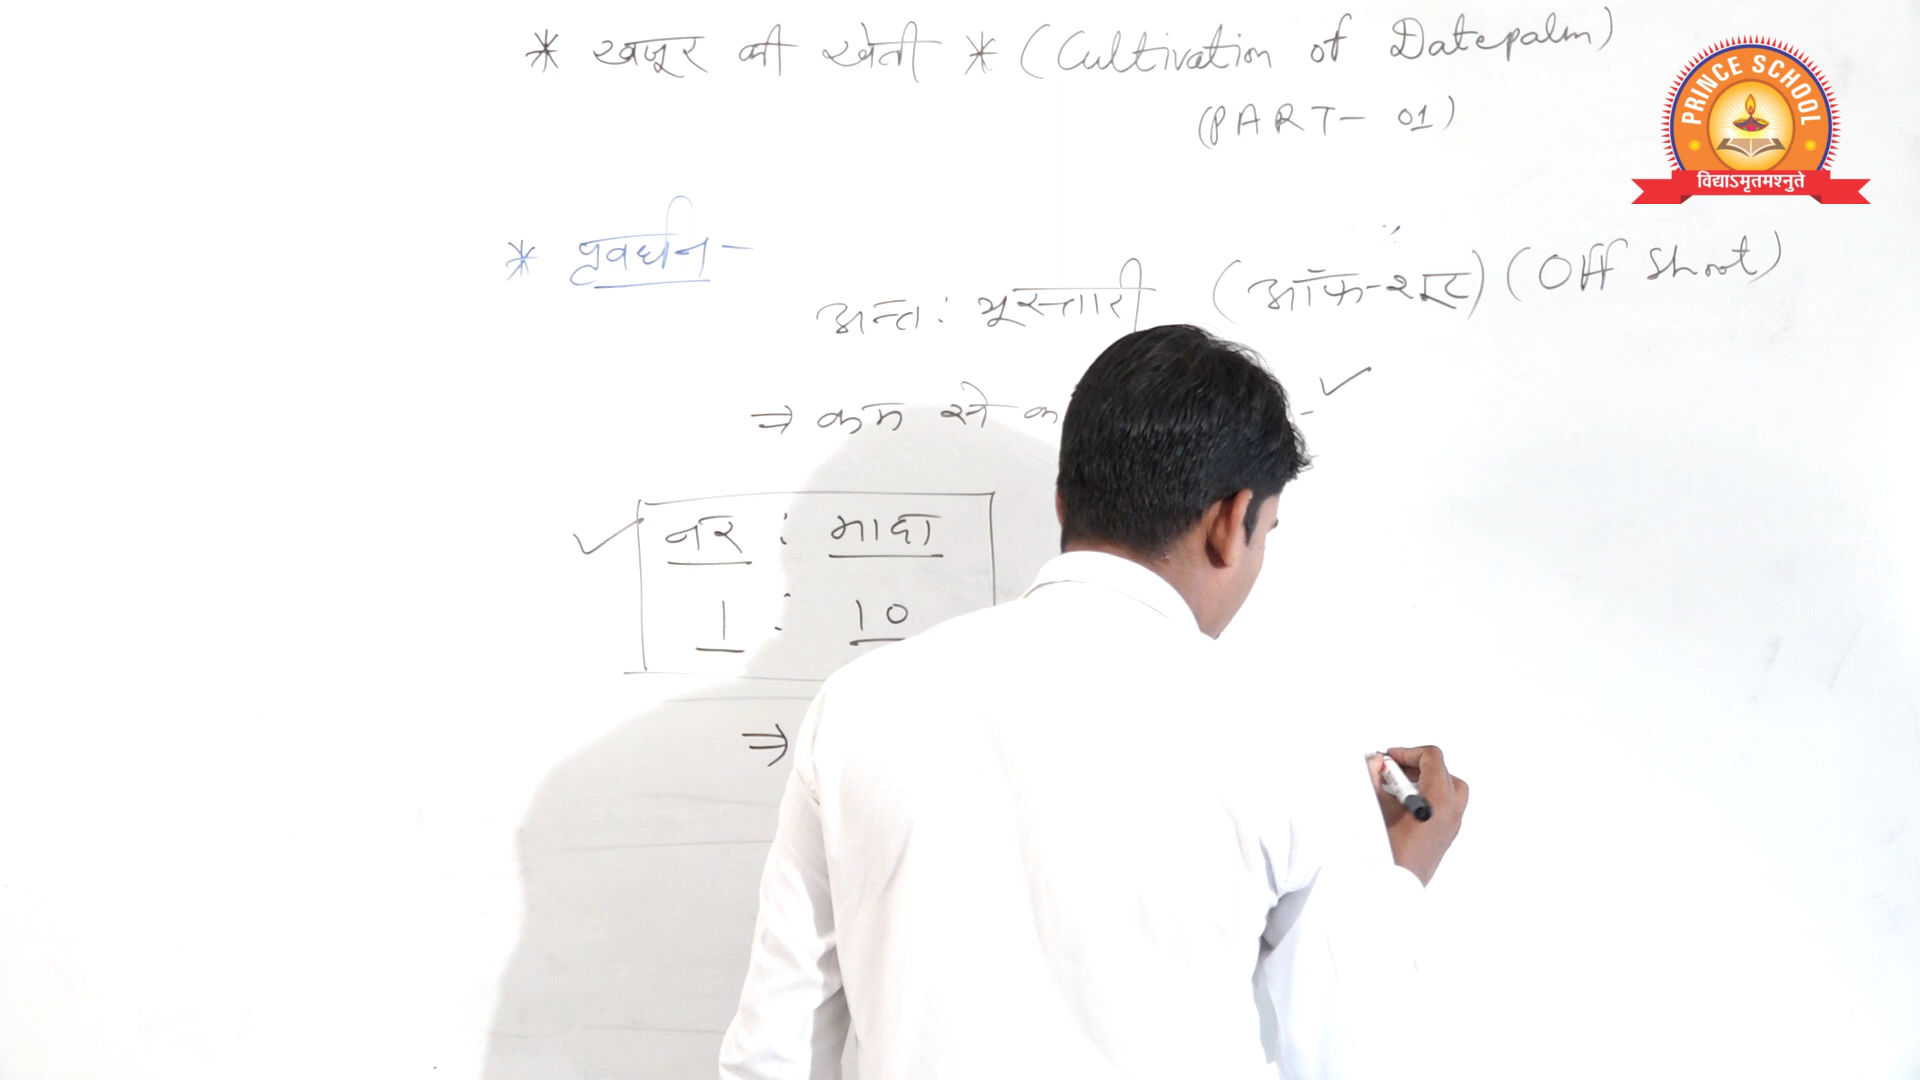 * खजूर की खेती * (Cultivation of Datepalm)
(PART- 01)
PRINCE SCHOOL
विद्याऽमृतमश्नुते
* प्रवर्धन -
अन्तः भूस्तारी (ऑफ-शूट) (Off Shoot)
⇒ कम से क
नर : मादा
1 : 10
⇒